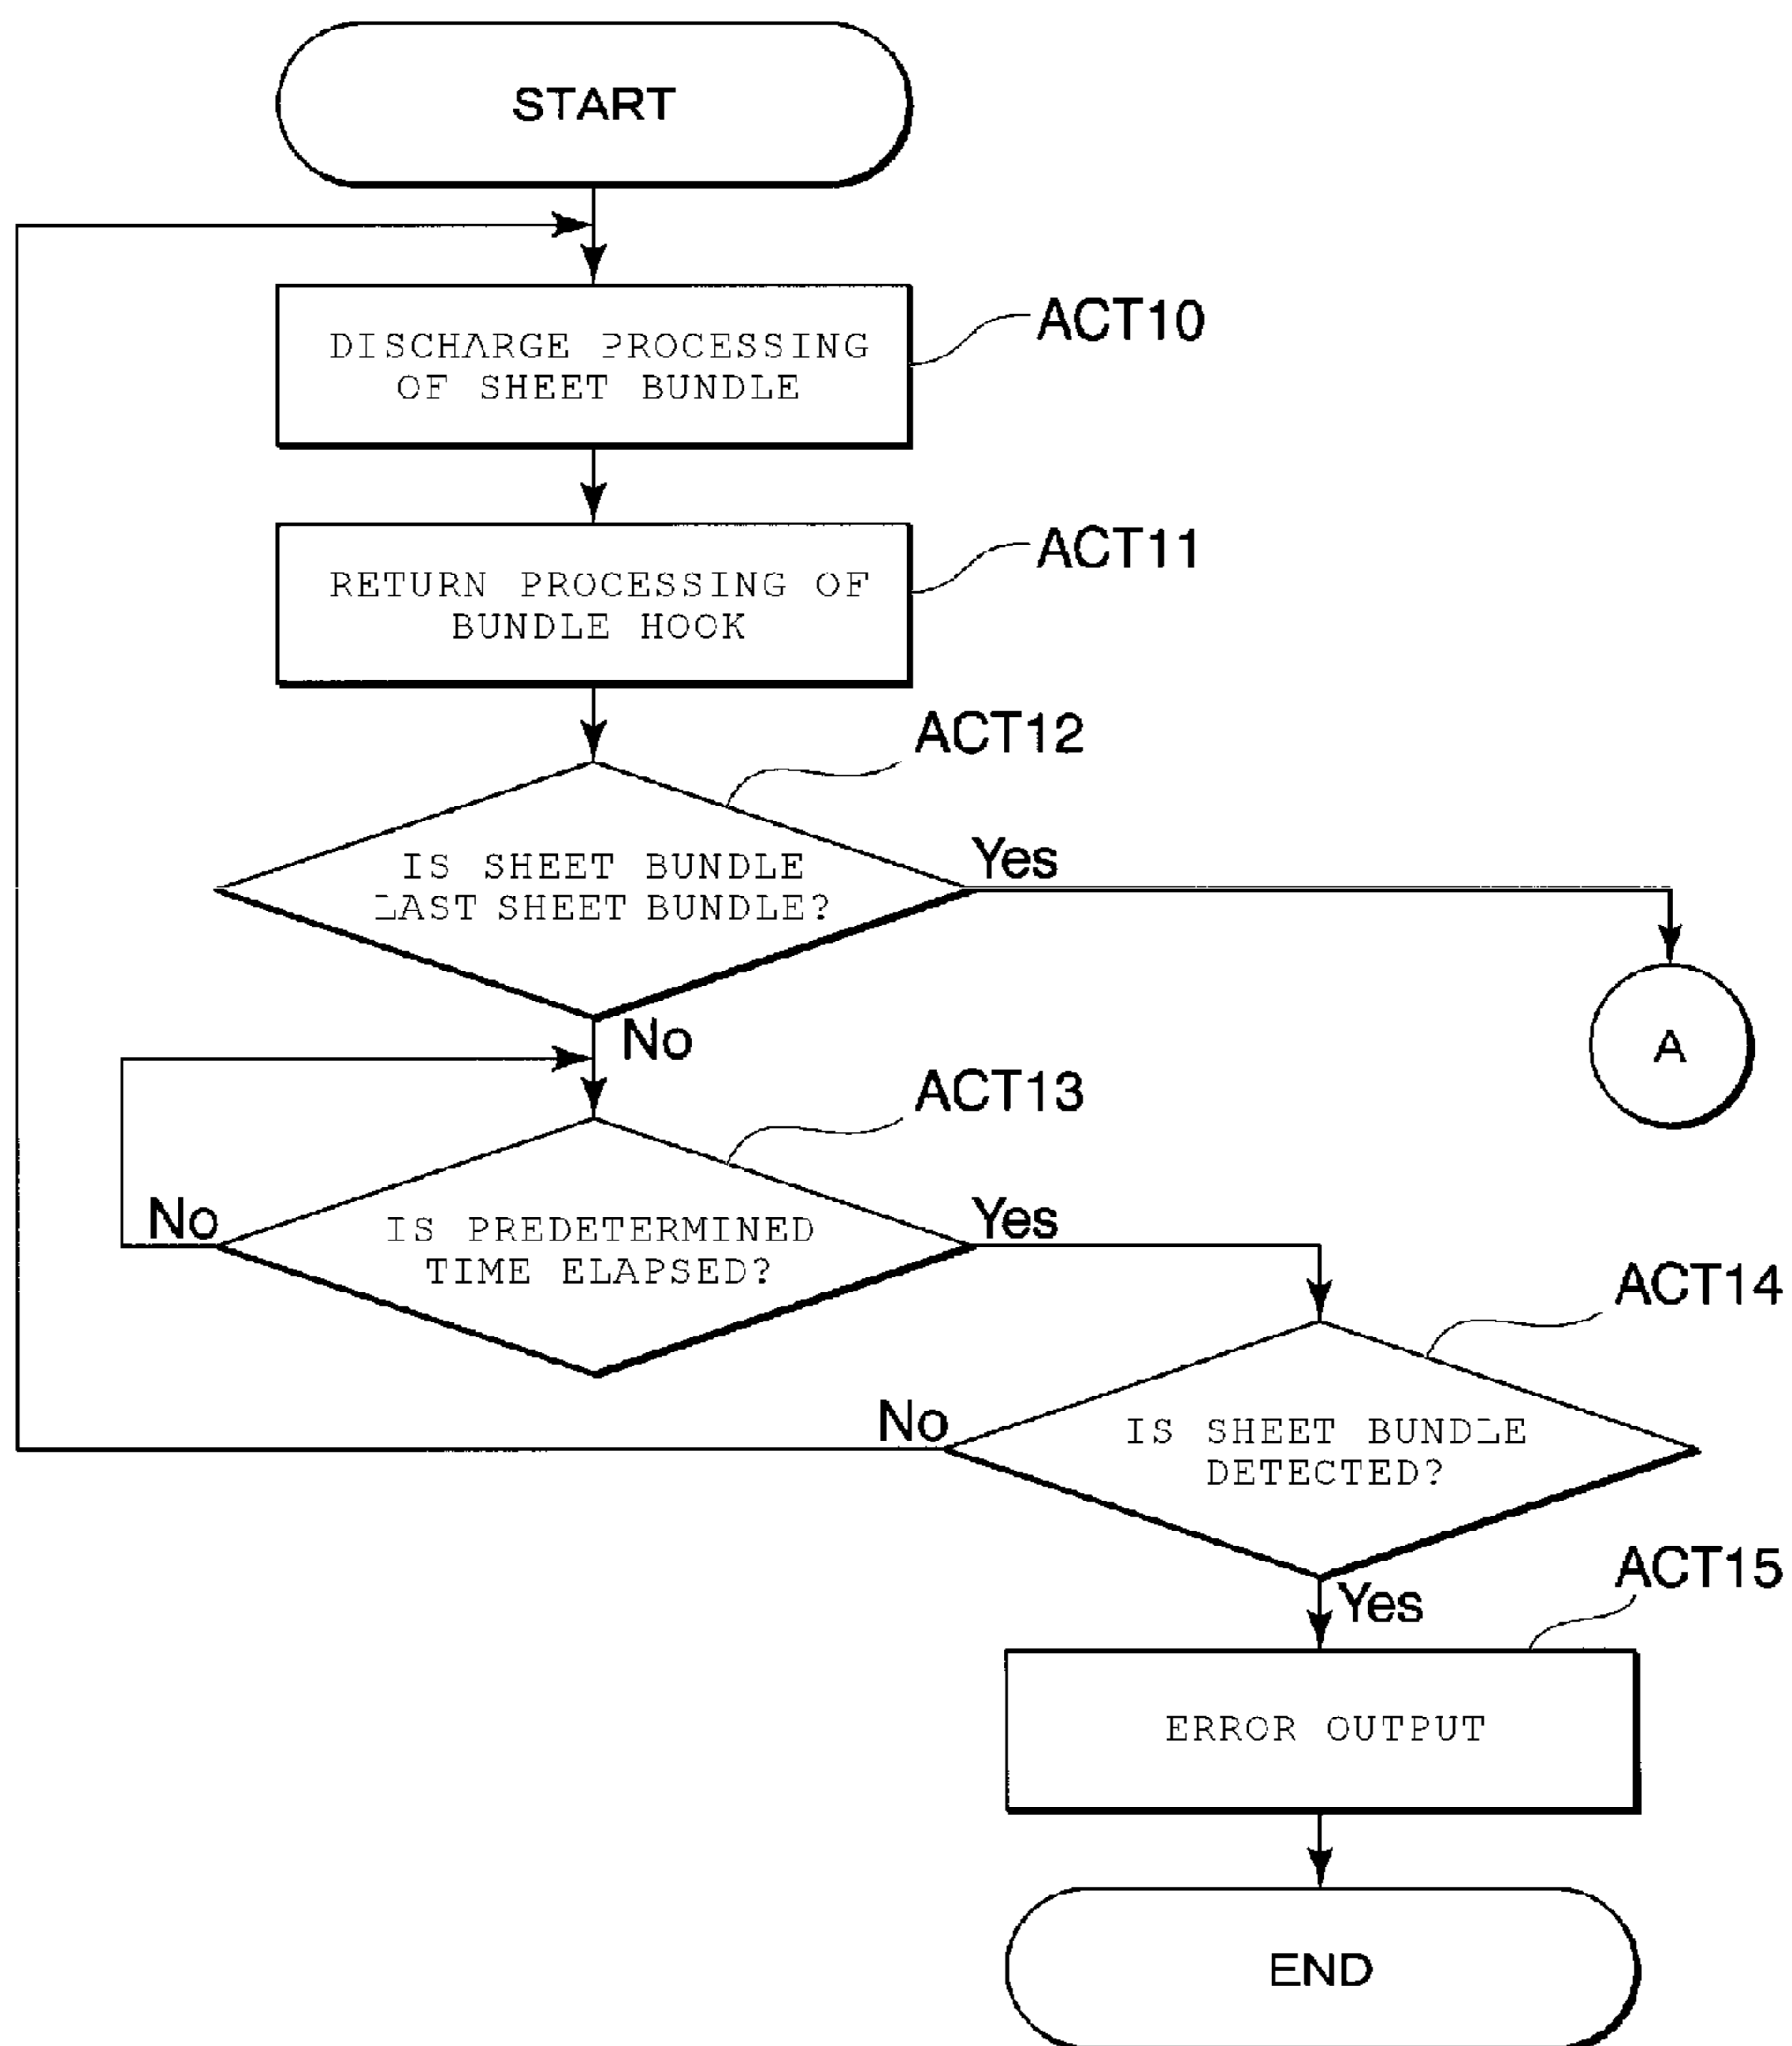 START
DISCHARGE PROCESSING
OF SHEET BUNDLE
ACT10
RETURN PROCESSING OF
BUNDLE HOOK
ACT11
ACT12
IS SHEET BUNDLE
LAST SHEET BUNDLE?
Yes
A
No
ACT13
No
IS PREDETERMINED
TIME ELAPSED?
Yes
ACT14
No
IS SHEET BUNDLE
DETECTED?
Yes
ACT15
ERROR OUTPUT
END